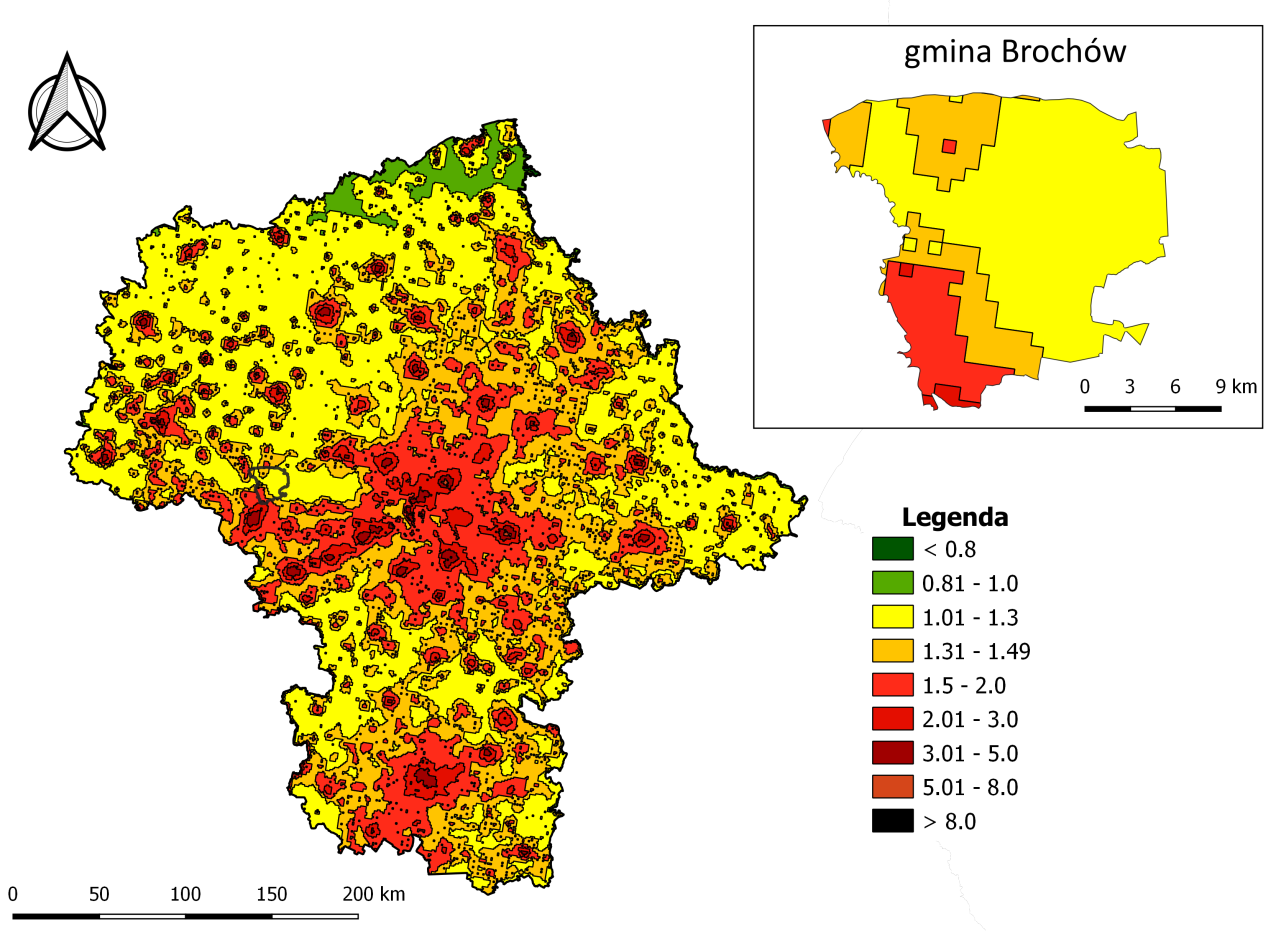 gmina Brochów
0 3 6 9 km
Legenda
< 0.8
0.81 - 1.0
1.01 - 1.3
1.31 - 1.49
1.5 - 2.0
2.01 - 3.0
3.01 - 5.0
5.01 - 8.0
> 8.0
0 50 100 150 200 km